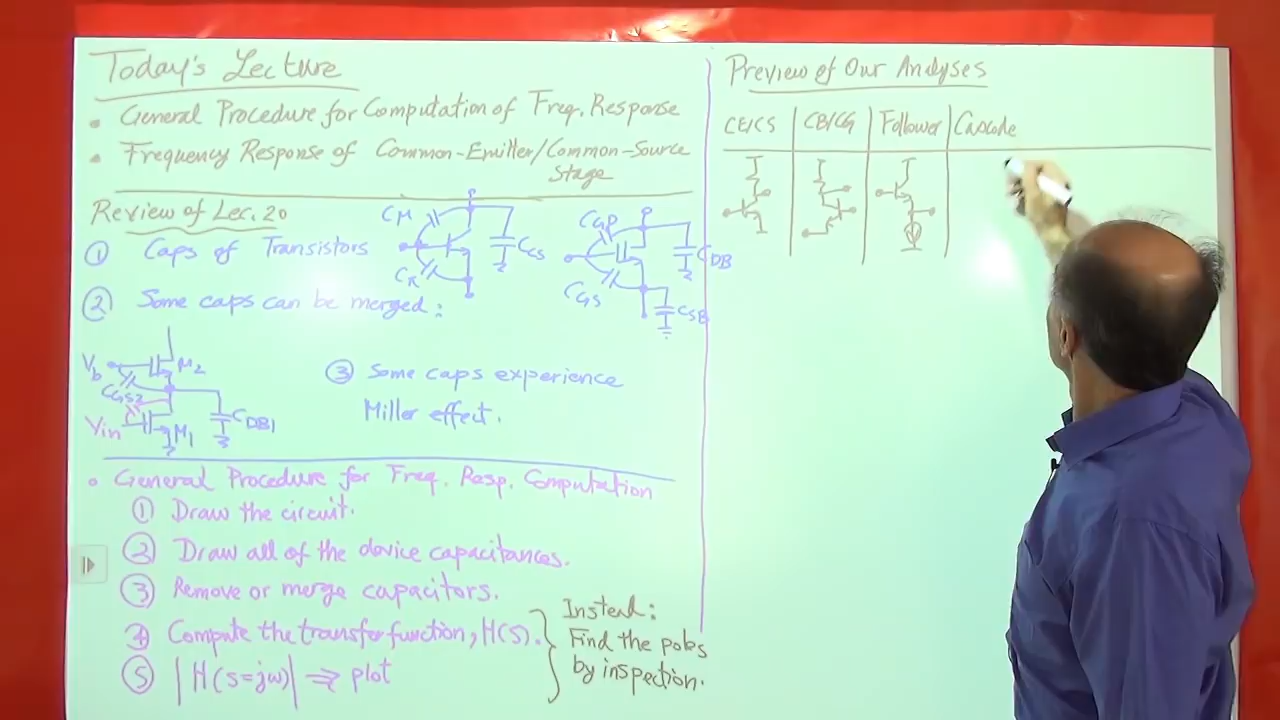 Today's Lecture
• General Procedure for Computation of Freq. Response
• Frequency Response of Common-Emitter/Common-Source Stage
Review of Lec. 20
① Caps of Transistors
Cμ
Cπ
CCS
CGD
CGS
CDB
CSB
② Some caps can be merged:
Vb
M2
CGS2
Vin
M1
CDB1
③ Some caps experience
Miller effect.
• General Procedure for Freq. Resp. Computation
① Draw the circuit.
② Draw all of the device capacitances.
③ Remove or merge capacitors.
④ Compute the transfer function, H(s).
⑤ |H(s=jω)| ⇒ plot
Instead:
Find the poles
by inspection.
Preview of Our Analyses
CE/CS CB/CG Follower Cascode